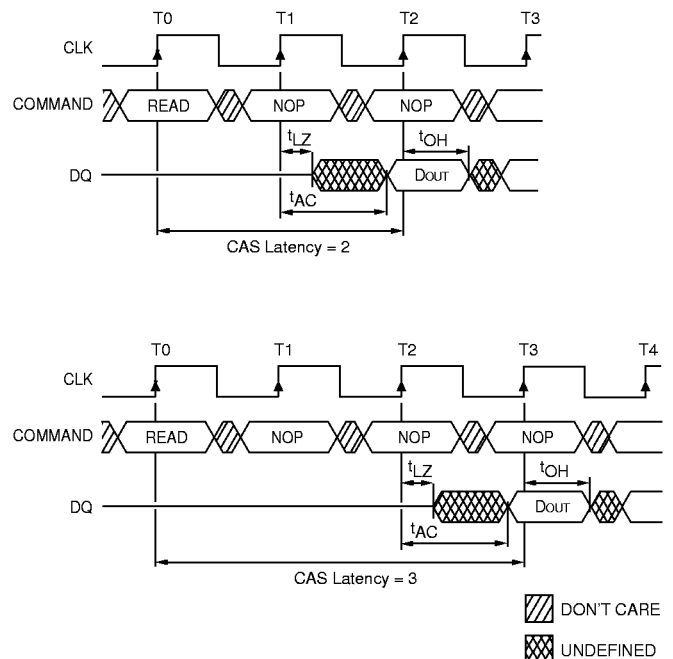 T0 T1 T2 T3
CLK
COMMAND READ NOP NOP
tLZ tOH
DQ DOUT
tAC
CAS Latency = 2
T0 T1 T2 T3 T4
CLK
COMMAND READ NOP NOP NOP
tLZ tOH
DQ DOUT
tAC
CAS Latency = 3
DON'T CARE
UNDEFINED